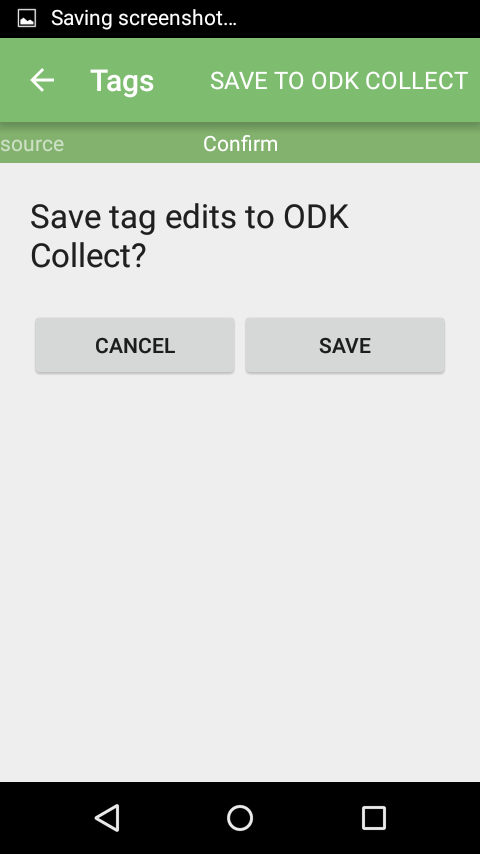 Saving screenshot...
Tags
SAVE TO ODK COLLECT
source
Confirm
Save tag edits to ODK
Collect?
CANCEL
SAVE